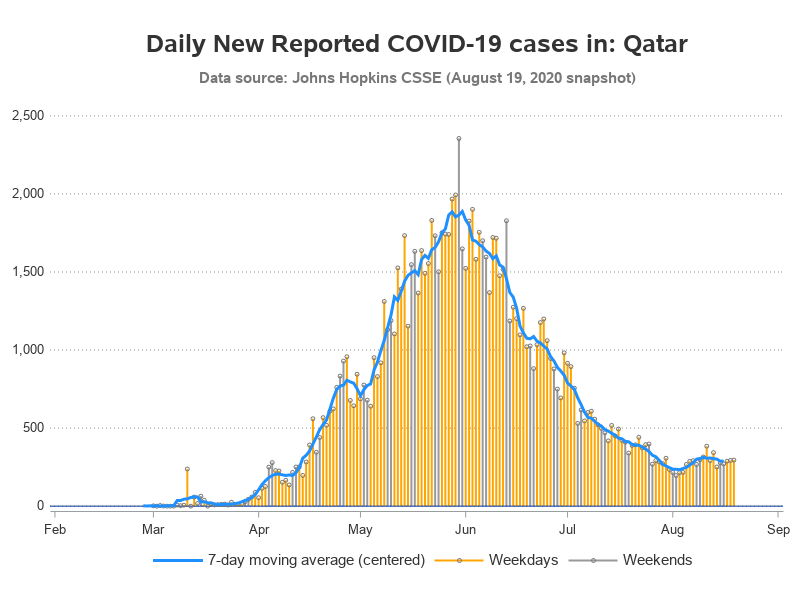 Daily New Reported COVID-19 cases in: Qatar
Data source: Johns Hopkins CSSE (August 19, 2020 snapshot)
2,500
2,000
1,500
1,000
500
0
Feb Mar Apr May Jun Jul Aug Sep
7-day moving average (centered) Weekdays Weekends